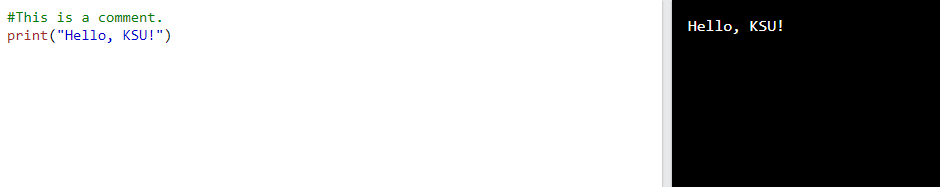 #This is a comment.
print("Hello, KSU!")
Hello, KSU!